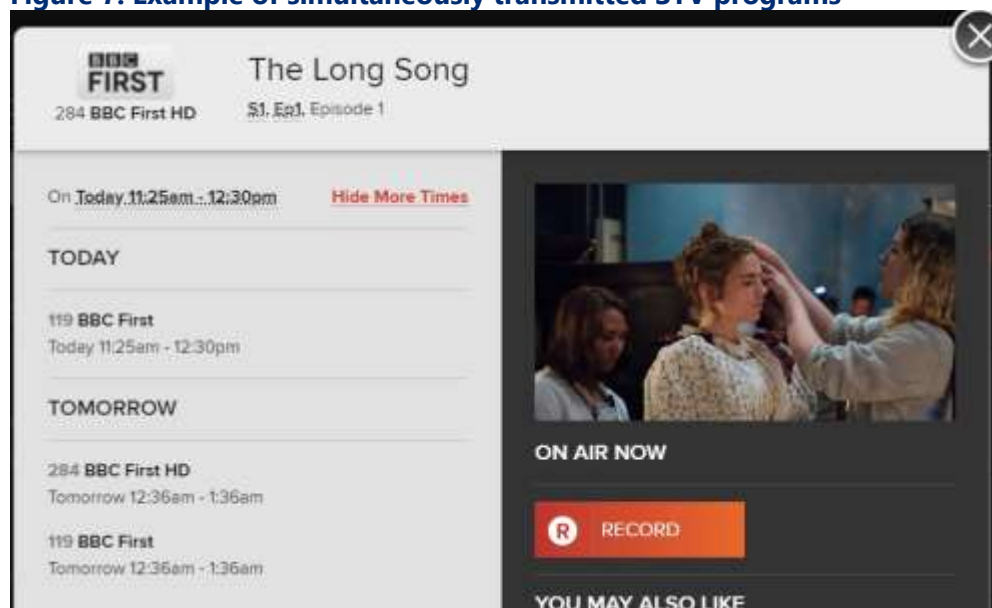 Figure 7: Example of simultaneously transmitted STV programs
BBC
FIRST
284 BBC First HD
The Long Song
S1, Ep1, Episode 1
On Today 11:25am - 12:30pm
Hide More Times
TODAY
119 BBC First
Today 11:25am - 12:30pm
TOMORROW
284 BBC First HD
Tomorrow 12:36am - 1:36am
119 BBC First
Tomorrow 12:36am - 1:36am
ON AIR NOW
R RECORD
YOU MAY ALSO LIKE